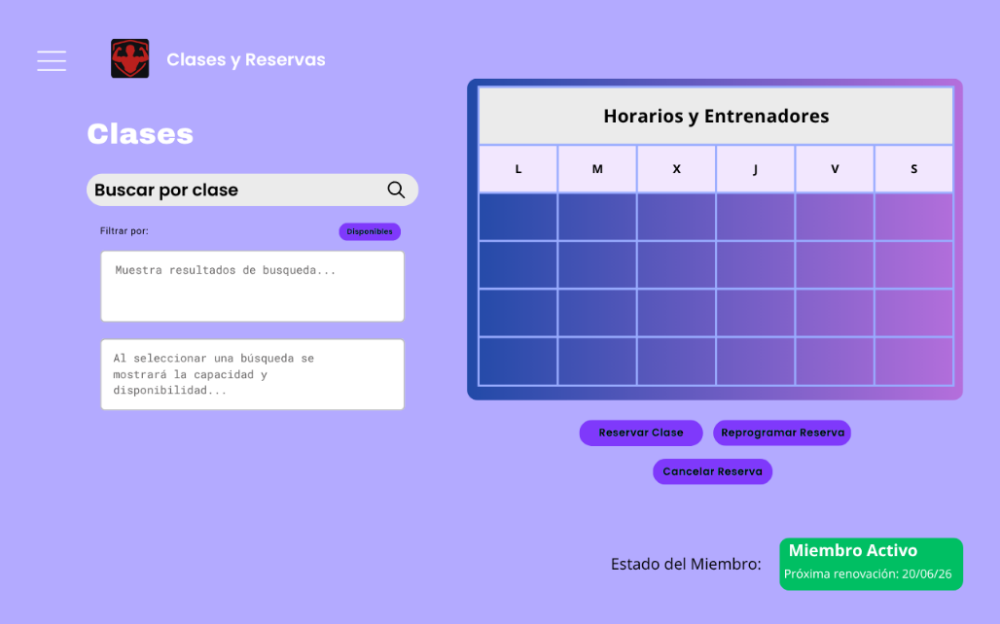 Clases y Reservas
Clases
Buscar por clase
Filtrar por:
Disponibles
Muestra resultados de busqueda...
Al seleccionar una búsqueda se
mostrará la capacidad y
disponibilidad...
Horarios y Entrenadores
L M X J V S
Reservar Clase
Reprogramar Reserva
Cancelar Reserva
Estado del Miembro:
Miembro Activo
Próxima renovación: 20/06/26